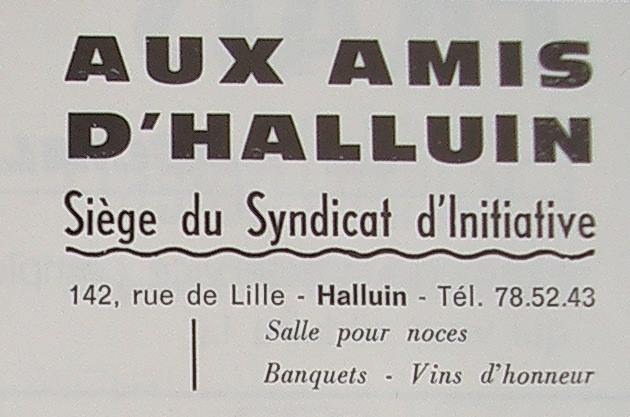 AUX AMIS
D'HALLUIN
Siège du Syndicat d'Initiative
142, rue de Lille - Halluin - Tél. 78.52.43
Salle pour noces
Banquets - Vins d'honneur